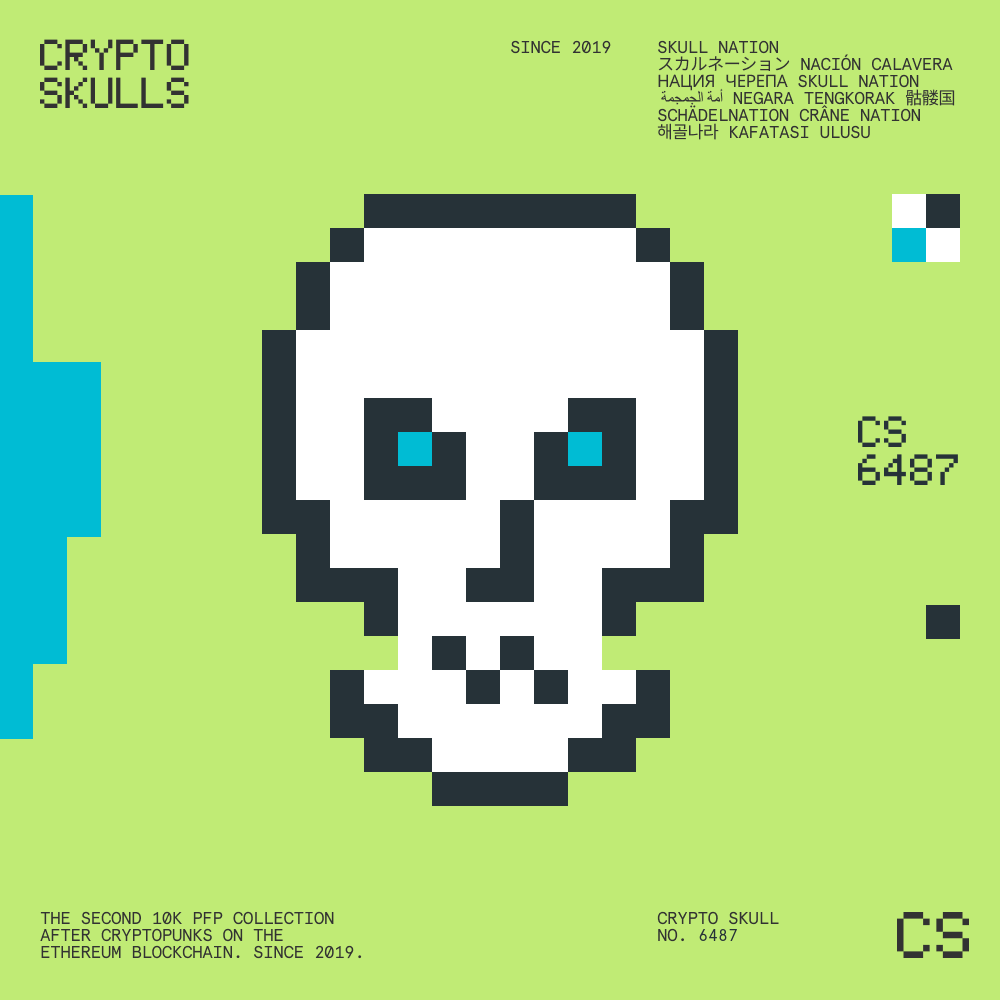 CRYPTO
SKULLS
SINCE 2019
SKULL NATION
スカルネーション NACIÓN CALAVERA
НАЦИЯ ЧЕРЕПА SKULL NATION
أمة الجمجمة NEGARA TENGKORAK 骷髅国
SCHÄDELNATION CRÂNE NATION
해골나라 KAFATASI ULUSU
CS
6487
THE SECOND 10K PFP COLLECTION
AFTER CRYPTOPUNKS ON THE
ETHEREUM BLOCKCHAIN. SINCE 2019.
CRYPTO SKULL
NO. 6487
CS